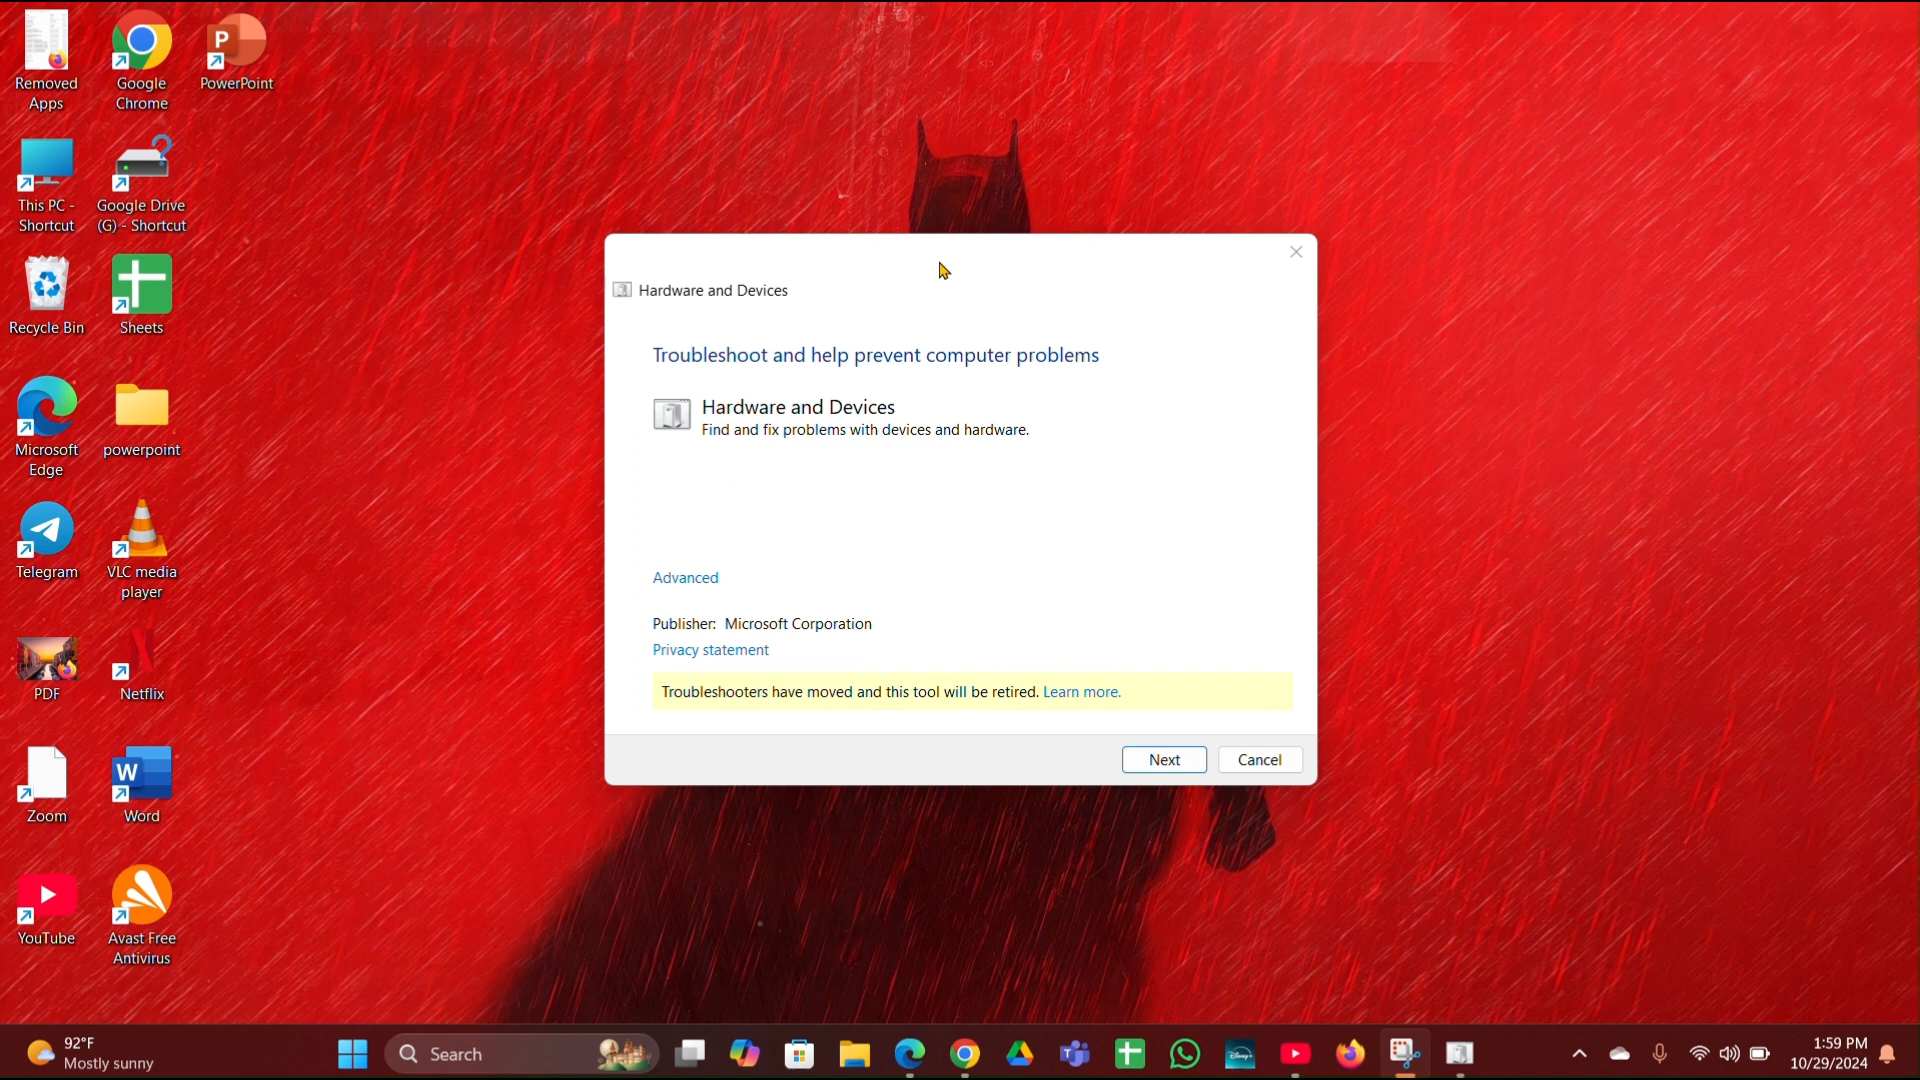 Removed
Apps
Google
Chrome
P
PowerPoint
This PC -
Shortcut
Google Drive
(G) - Shortcut
Recycle Bin
Sheets
Microsoft
Edge
powerpoint
Telegram
VLC media
player
PDF
Netflix
Zoom
W
Word
YouTube
Avast Free
Antivirus
Hardware and Devices
Troubleshoot and help prevent computer problems
Hardware and Devices
Find and fix problems with devices and hardware.
Advanced
Publisher: Microsoft Corporation
Privacy statement
Troubleshooters have moved and this tool will be retired. Learn more.
Next
Cancel
92°F
Mostly sunny
Search
Disney+
1:59 PM
10/29/2024